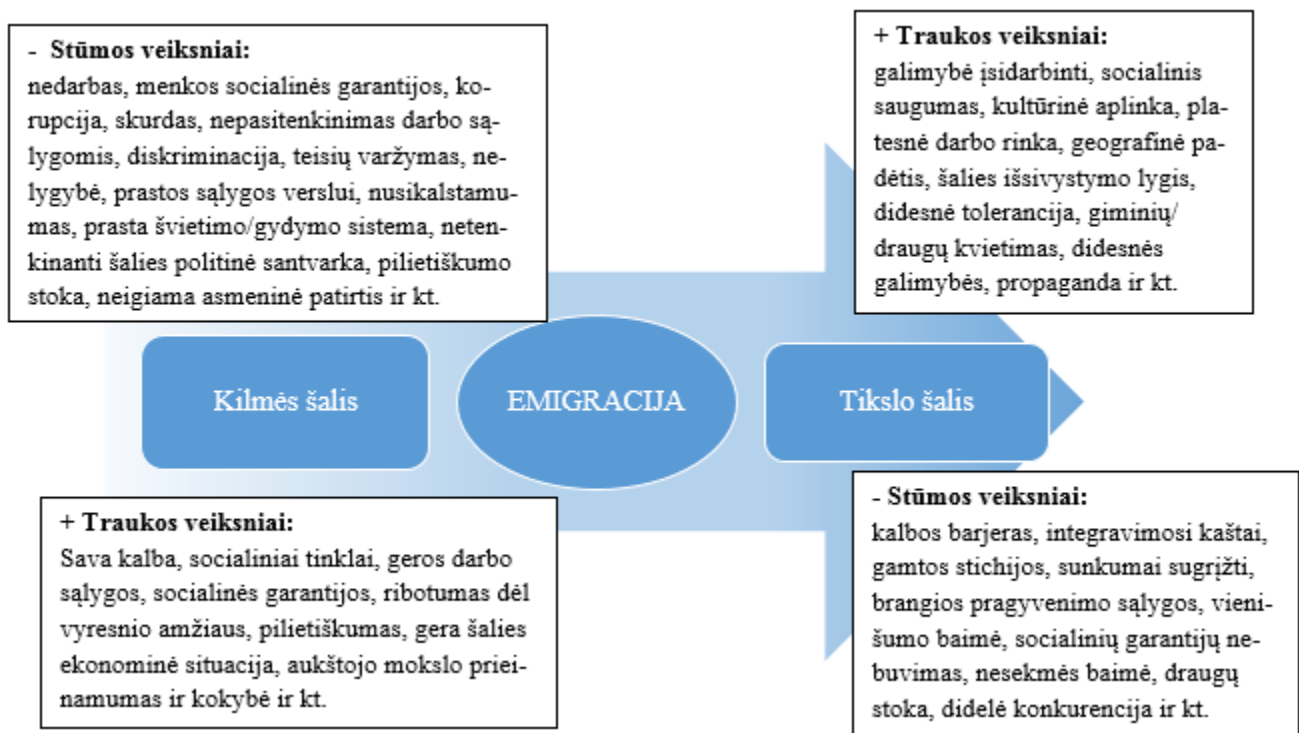 - Stūmos veiksniai:
nedarbas, menkos socialinės garantijos, ko-
rupcija, skurdas, nepasitenkinimas darbo są-
lygomis, diskriminacija, teisių varžymas, ne-
lygybė, prastos sąlygos verslui, nusikalstamu-
mas, prasta švietimo/gydymo sistema, neten-
kinanti šalies politinė santvarka, pilietiškumo
stoka, neigiama asmeninė patirtis ir kt.
+ Traukos veiksniai:
galimybė įsidarbinti, socialinis
saugumas, kultūrinė aplinka, pla-
tesnė darbo rinka, geografinė pa-
dėtis, šalies išsivystymo lygis,
didesnė tolerancija, giminių/
draugų kvietimas, didesnės
galimybės, propaganda ir kt.
Kilmės šalis
EMIGRACIJA
Tikslo šalis
+ Traukos veiksniai:
Sava kalba, socialiniai tinklai, geros darbo
sąlygos, socialinės garantijos, ribotumas dėl
vyresnio amžiaus, pilietiškumas, gera šalies
ekonominė situacija, aukštojo mokslo priei-
namumas ir kokybė ir kt.
- Stūmos veiksniai:
kalbos barjeras, integravimosi kaštai,
gamtos stichijos, sunkumai sugrįžti,
brangios pragyvenimo sąlygos, vieni-
šumo baimė, socialinių garantijų ne-
buvimas, nesekmės baimė, draugų
stoka, didelė konkurencija ir kt.